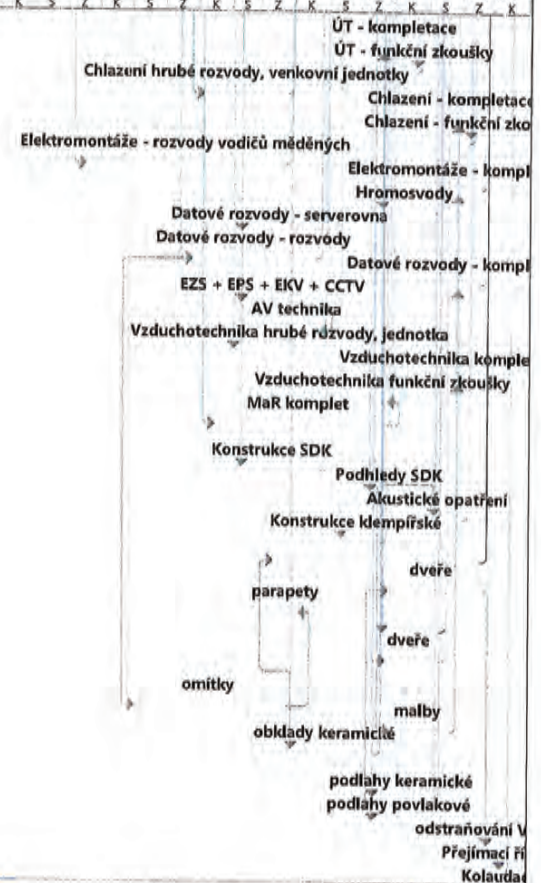 K S Z K S Z K S Z K S Z K S Z K
ÚT - kompletace
ÚT - funkční zkoušky
Chlazení hrubé rozvody, venkovní jednotky
Chlazení - kompletac
Chlazení - funkční zko
Elektromontáže - rozvody vodičů měděných
Elektromontáže - kompl
Hromosvody
Datové rozvody - serverovna
Datové rozvody - rozvody
Datové rozvody - kompl
EZS + EPS + EKV + CCTV
AV technika
Vzduchotechnika hrubé rozvody, jednotka
Vzduchotechnika komple
Vzduchotechnika funkční zkoušky
MaR komplet
Konstrukce SDK
Podhledy SDK
Akustické opatření
Konstrukce klempířské
dveře
parapety
dveře
omítky
malby
obklady keramické
podlahy keramické
podlahy povlakové
odstraňování V
Přejímací ří
Kolauda